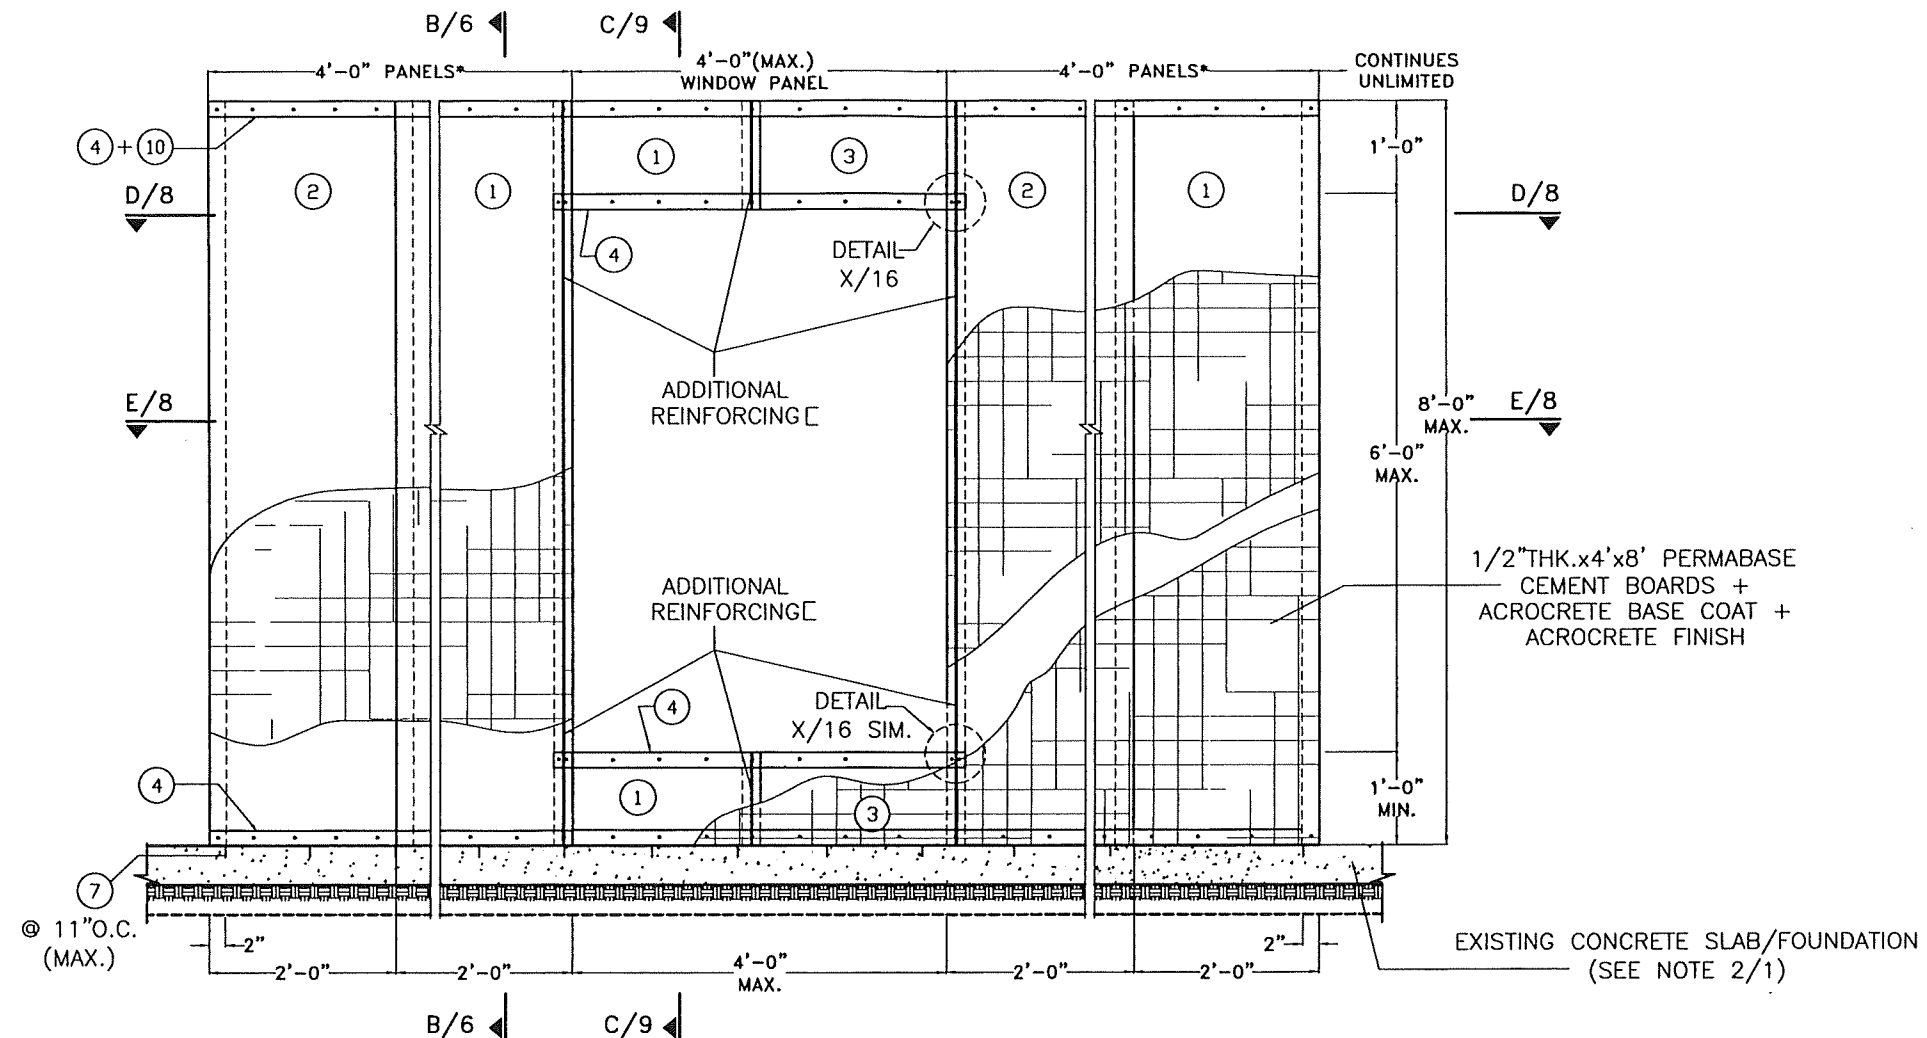 B/6
C/9
4'-0" PANELS*
4'-0"(MAX.)
WINDOW PANEL
4'-0" PANELS*
CONTINUES
UNLIMITED
4 + 10
1
3
1'-0"
2
1
2
1
D/8
D/8
4
DETAIL
X/16
ADDITIONAL
REINFORCING [
E/8
8'-0"
MAX.
E/8
6'-0"
MAX.
1/2"THK.x4'x8' PERMABASE
CEMENT BOARDS +
ACROCRETE BASE COAT +
ACROCRETE FINISH
ADDITIONAL
REINFORCING [
4
DETAIL
X/16 SIM.
4
1
3
1'-0"
MIN.
7
@ 11"O.C.
(MAX.)
2"
2'-0"
2'-0"
4'-0"
MAX.
2'-0"
2'-0"
2"
EXISTING CONCRETE SLAB/FOUNDATION
(SEE NOTE 2/1)
B/6
C/9